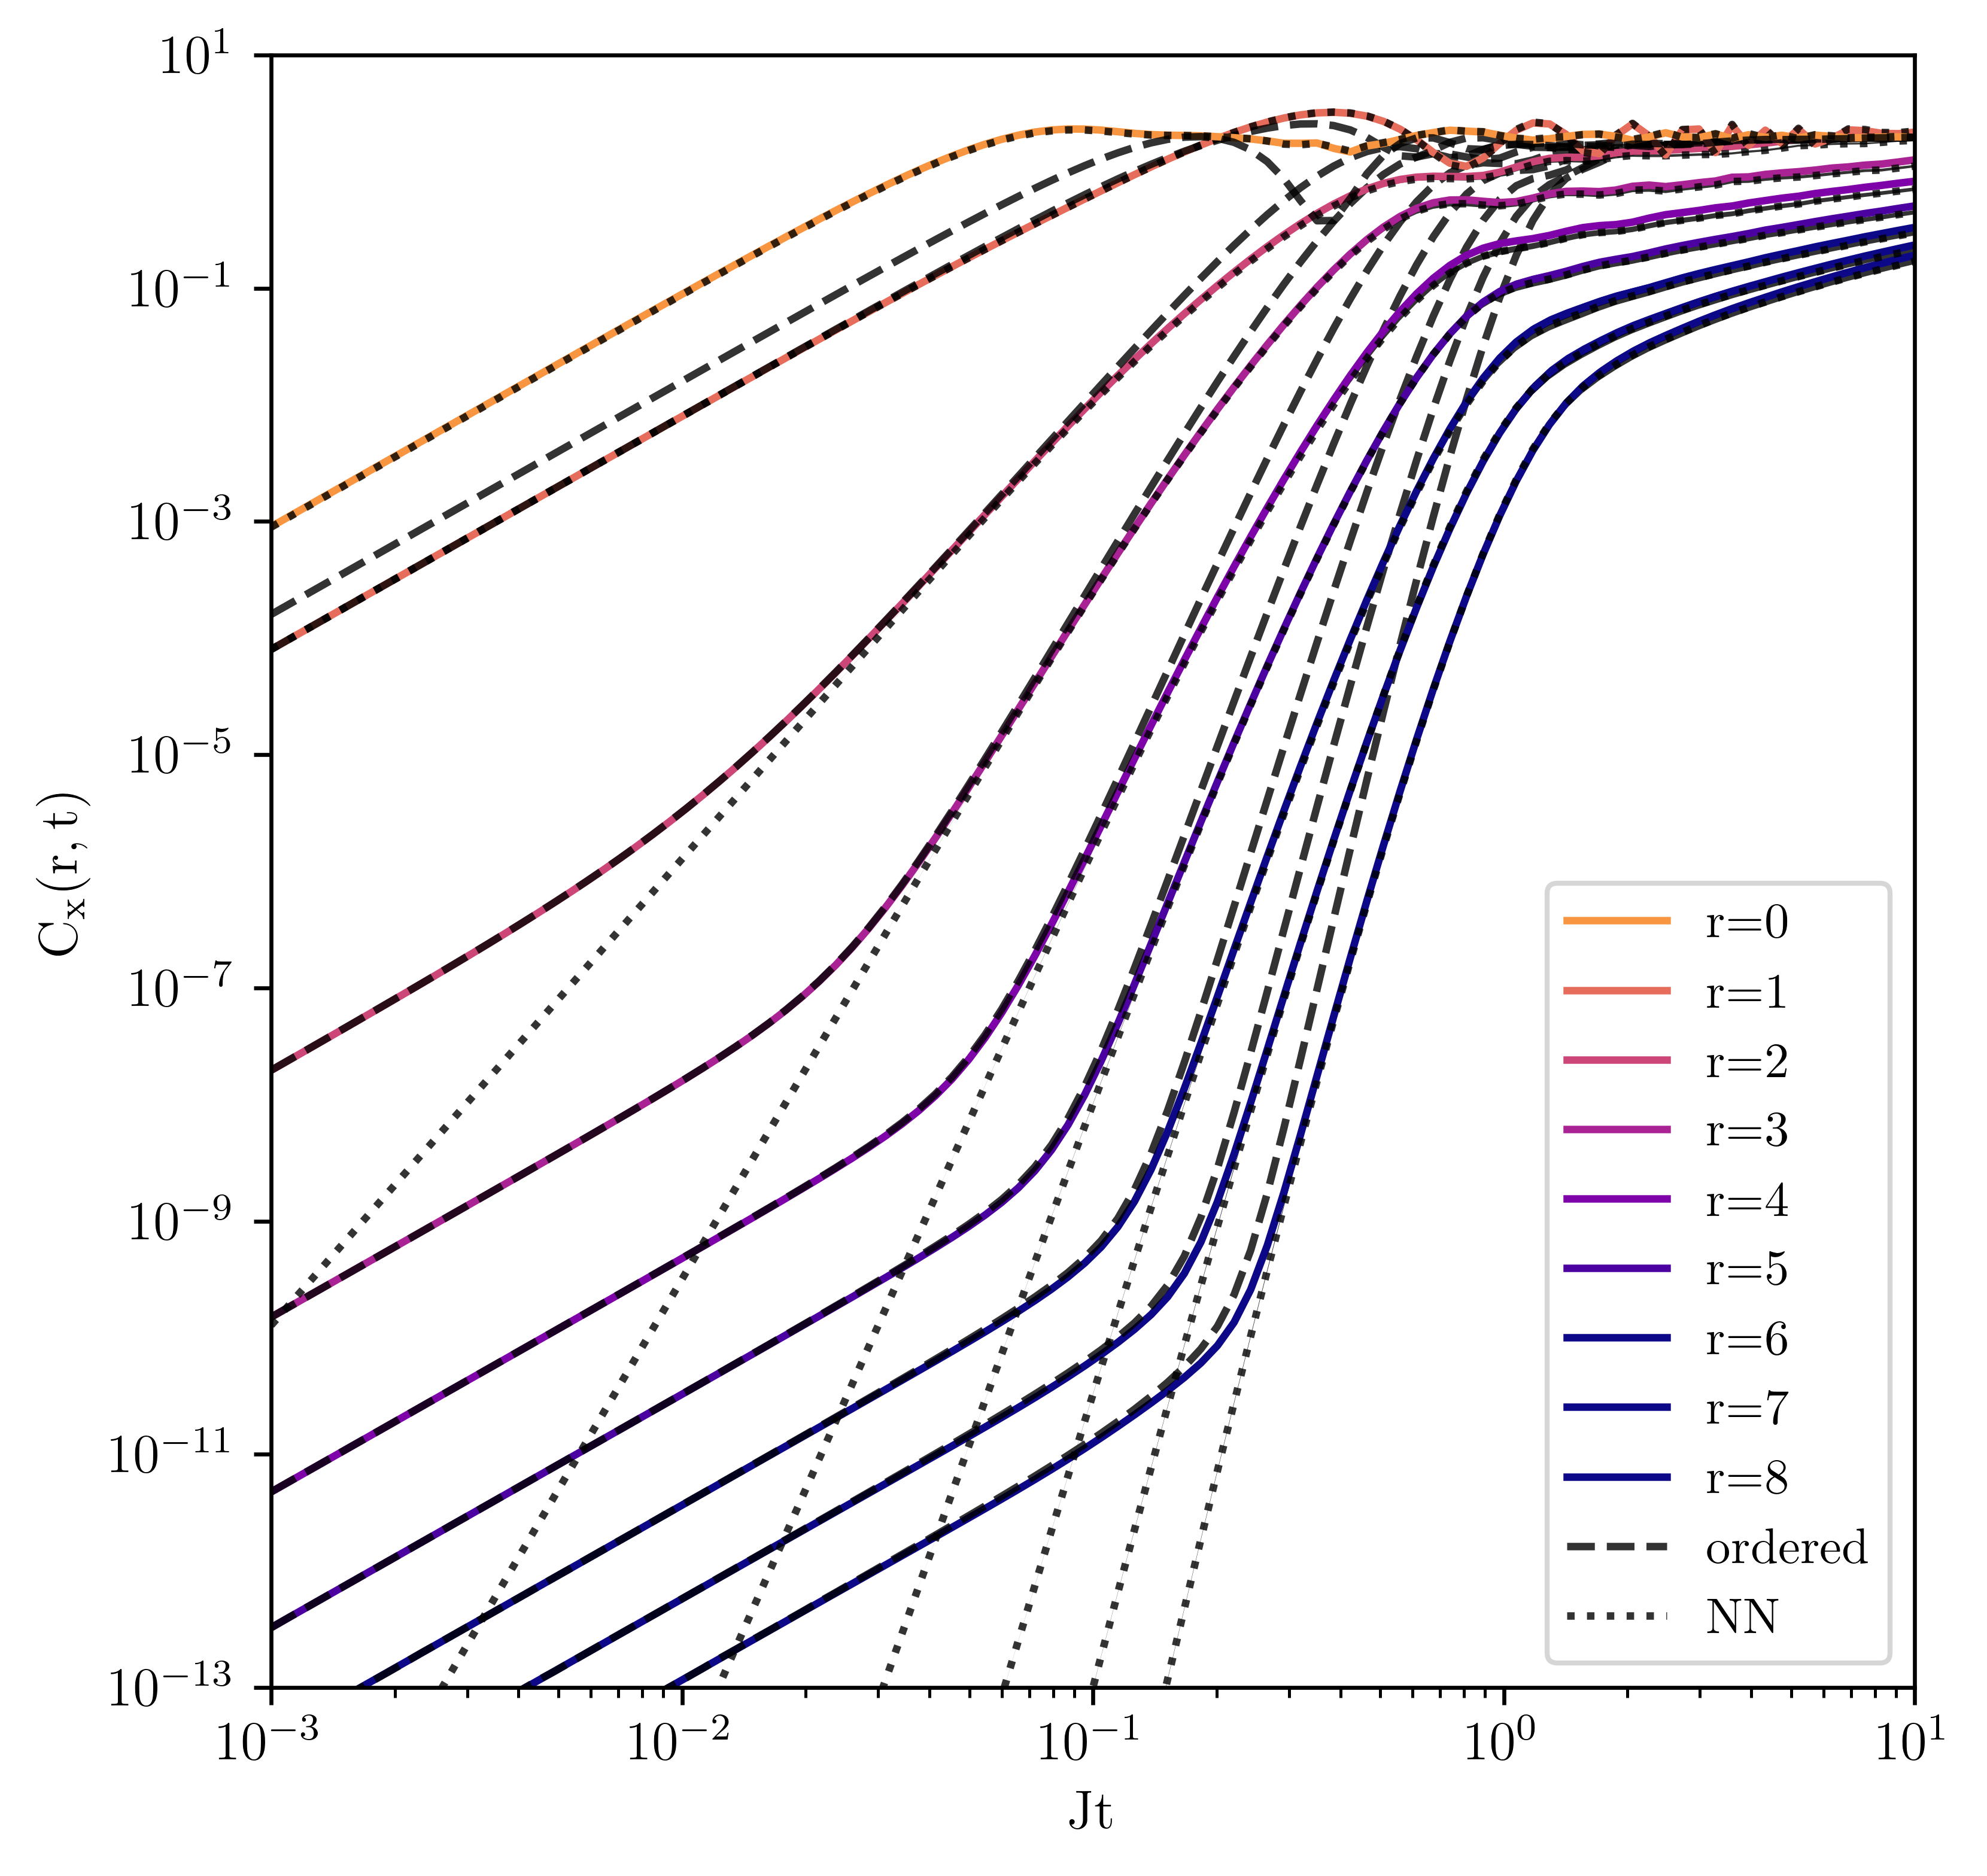 10^1
10^{-1}
10^{-3}
10^{-5}
10^{-7}
10^{-9}
10^{-11}
10^{-13}
C_x(r,t)
r=0
r=1
r=2
r=3
r=4
r=5
r=6
r=7
r=8
ordered
NN
10^{-3} 10^{-2} 10^{-1} 10^0 10^1
Jt